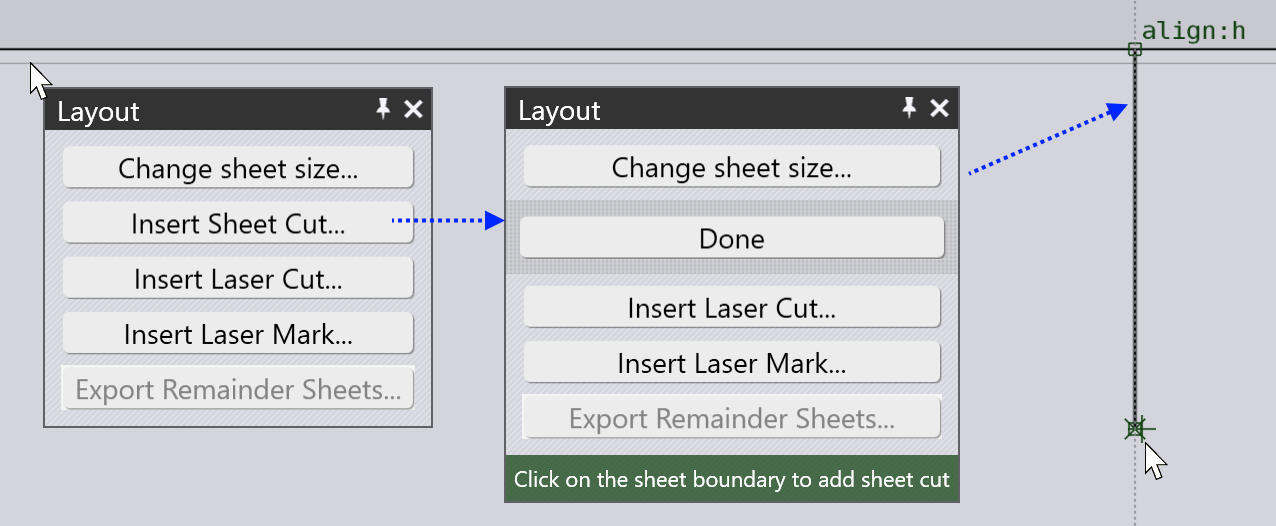 align:h
Layout
Change sheet size...
Insert Sheet Cut...
Insert Laser Cut...
Insert Laser Mark...
Export Remainder Sheets...
Layout
Change sheet size...
Done
Insert Laser Cut...
Insert Laser Mark...
Export Remainder Sheets...
Click on the sheet boundary to add sheet cut